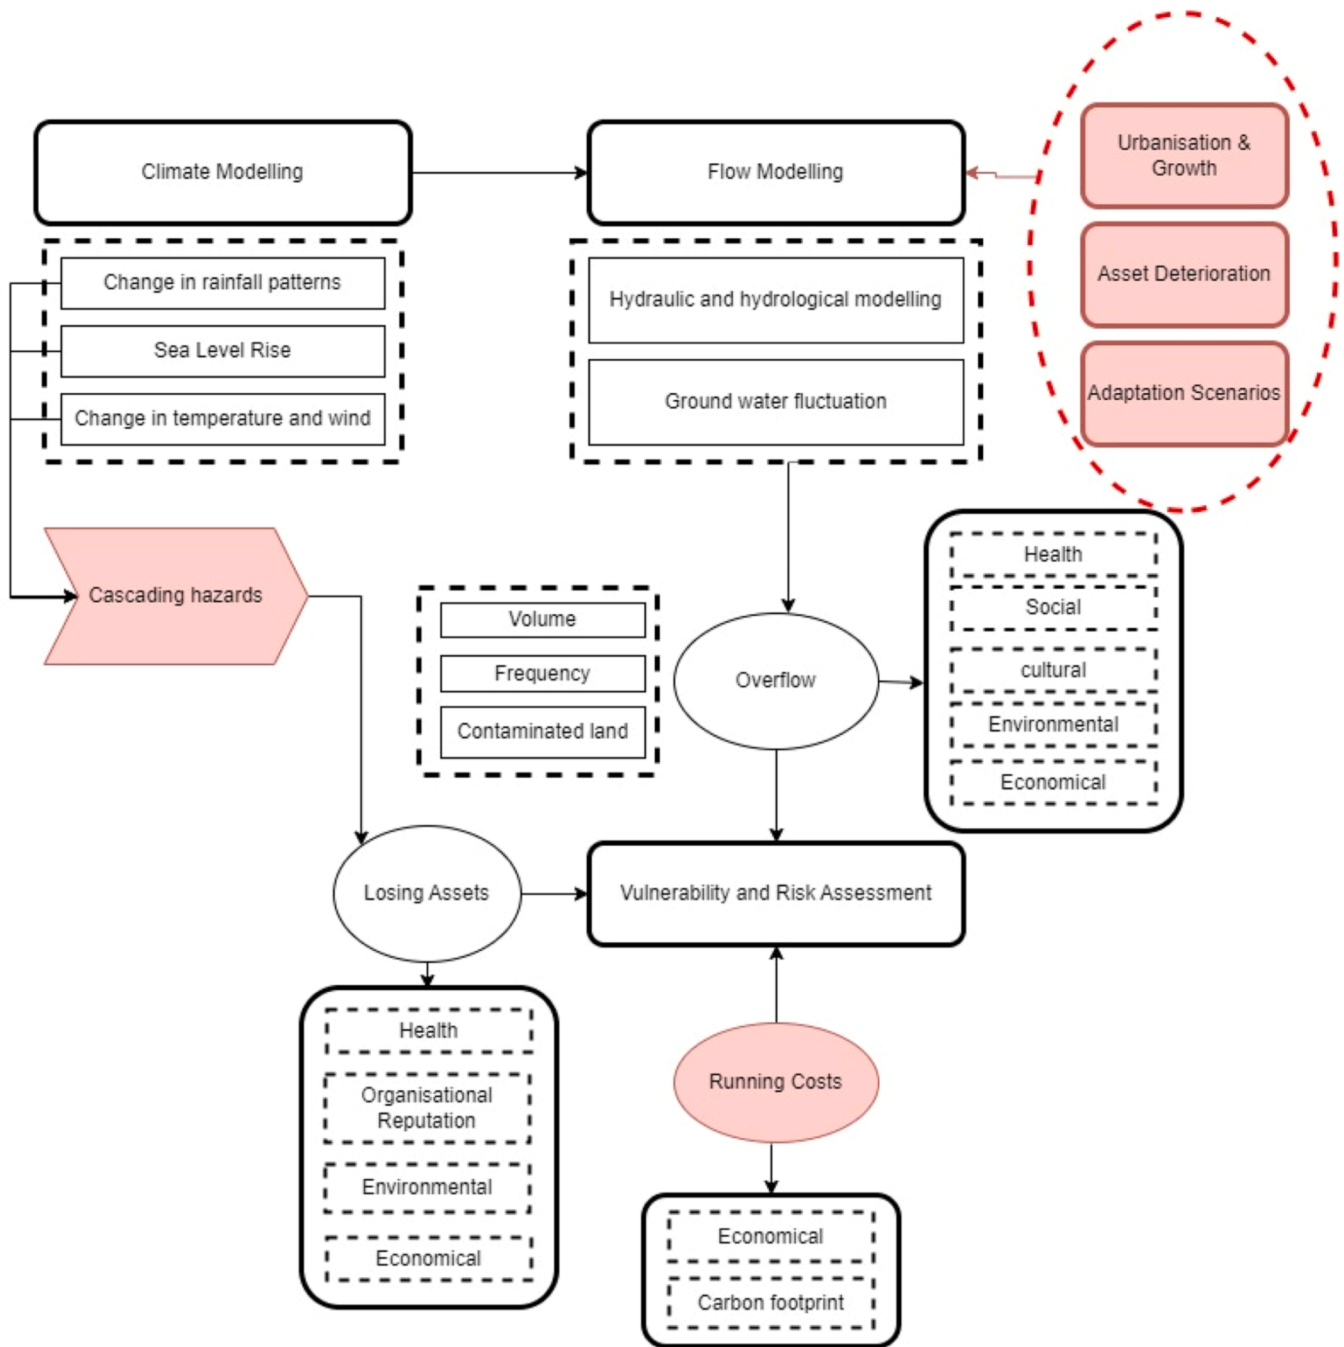 Climate Modelling
Flow Modelling
Urbanisation &
Growth
Asset Deterioration
Adaptation Scenarios
Change in rainfall patterns
Sea Level Rise
Change in temperature and wind
Hydraulic and hydrological modelling
Ground water fluctuation
Cascading hazards
Volume
Frequency
Contaminated land
Overflow
Health
Social
cultural
Environmental
Economical
Losing Assets
Vulnerability and Risk Assessment
Health
Organisational
Reputation
Environmental
Economical
Running Costs
Economical
Carbon footprint